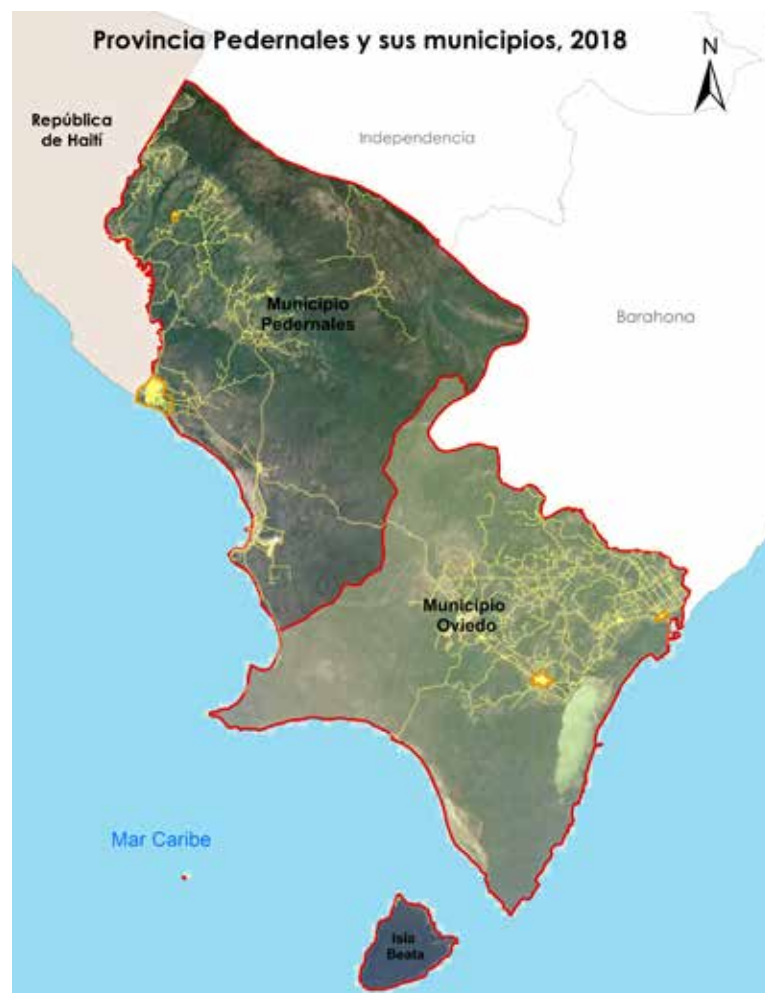 Provincia Pedernales y sus municipios, 2018
N
República
de Haití
Independencia
Municipio
Pedernales
Barahona
Municipio
Oviedo
Mar Caribe
Isla
Beata